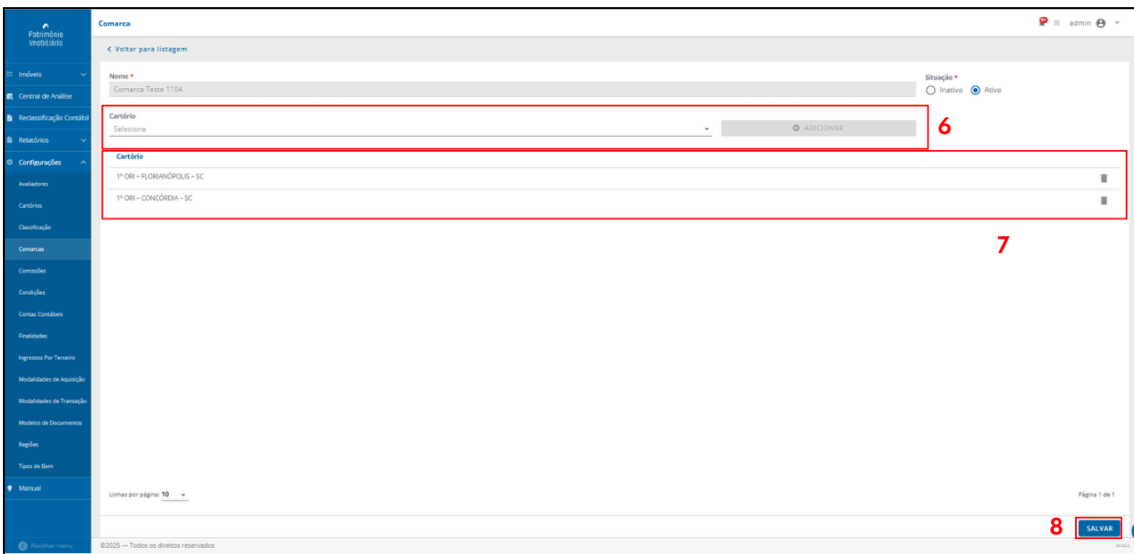 Patrimônio
Imobiliário
Imóveis
Central de Análise
Reclassificação Contábil
Relatórios
Configurações
Avaliadores
Cartórios
Classificação
Comarcas
Comissões
Condições
Contas Contábeis
Finalidades
Ingressos Por Terceiro
Modalidades de Aquisição
Modalidades de Transação
Modelos de Documentos
Regiões
Tipos de Bem
Manual
Recolher menu
Comarca
admin
Voltar para listagem
Nome *
Comarca Teste 1104
Situação *
Inativo Ativo
Cartório
Selecione
ADICIONAR
6
Cartório
1º ORI – FLORIANÓPOLIS – SC
1º ORI – CONCÓRDIA – SC
7
Linhas por página: 10
Página 1 de 1
8
SALVAR
©2025 — Todos os direitos reservados